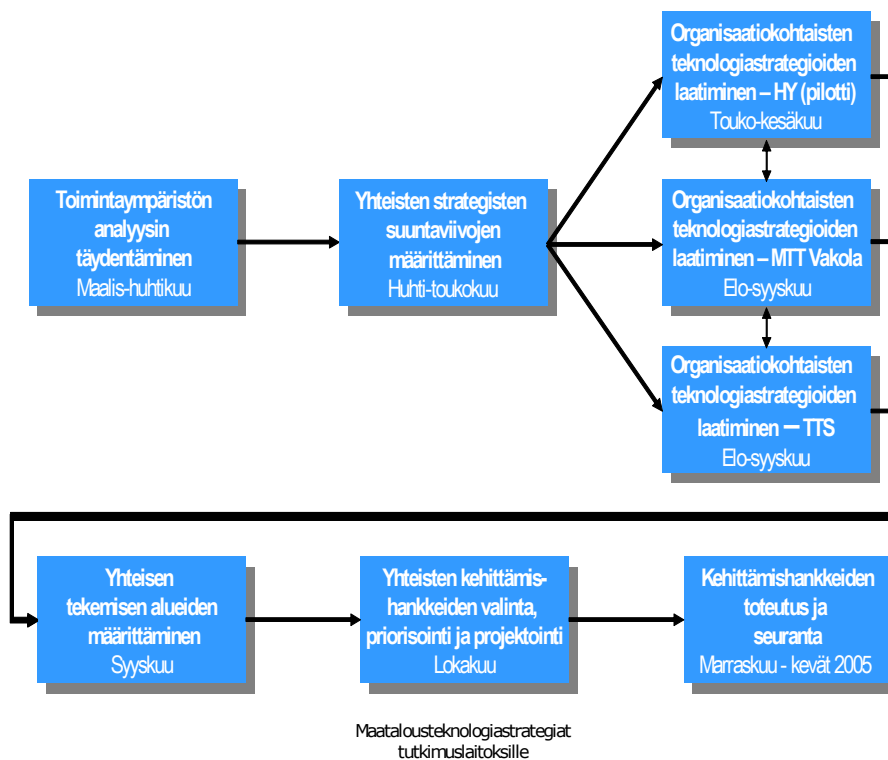 Organisaatiokohtaisten
teknologiastrategioiden
laatiminen – HY (pilotti)
Touko-kesäkuu
Toimintaympäristön
analyysin
täydentäminen
Maalis-huhtikuu
Yhteisten strategisten
suuntaviivojen
määrittäminen
Huhti-toukokuu
Organisaatiokohtaisten
teknologiastrategioiden
laatiminen – MTT Vakola
Elo-syyskuu
Organisaatiokohtaisten
teknologiastrategioiden
laatiminen – TTS
Elo-syyskuu
Yhteisen
tekemisen alueiden
määrittäminen
Syyskuu
Yhteisten kehittämis-
hankkeiden valinta,
priorisointi ja projektointi
Lokakuu
Kehittämishankkeiden
toteutus ja
seuranta
Marraskuu - kevät 2005
Maatalousteknologiastrategiat
tutkimuslaitoksille